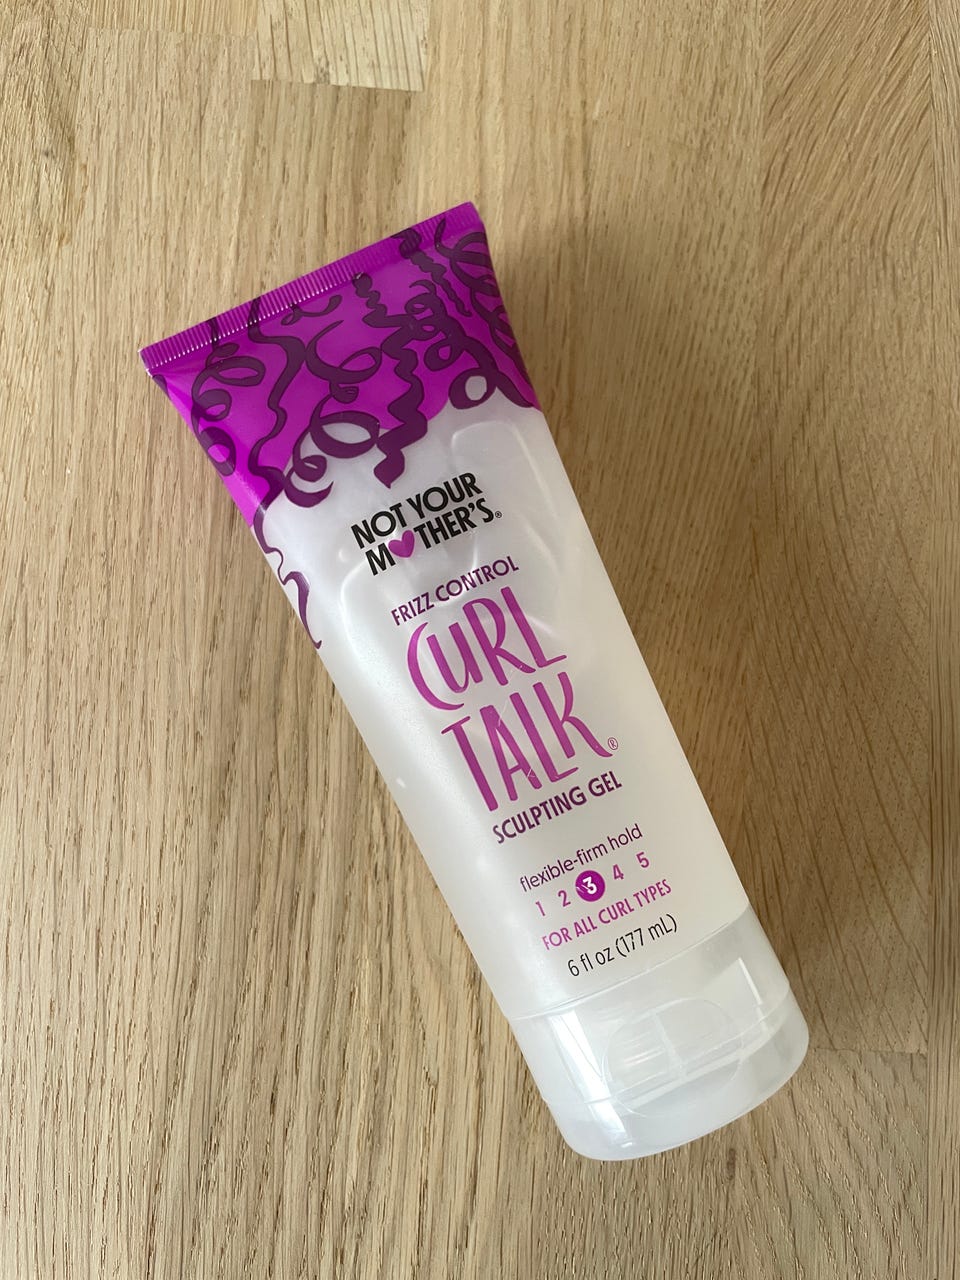 NOT YOUR
MOTHER'S®
FRIZZ CONTROL
CURL
TALK®
SCULPTING GEL
flexible-firm hold
1 2 3 4 5
FOR ALL CURL TYPES
6 fl oz (177 mL)